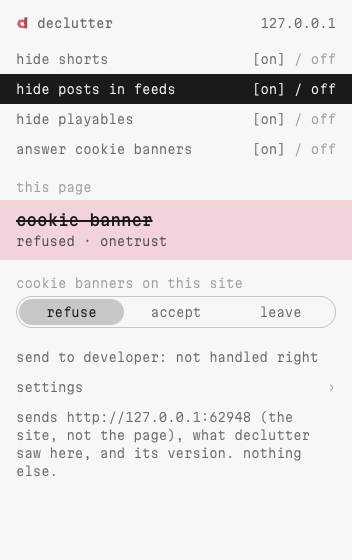 declutter 127.0.0.1
hide shorts [on] / off
hide posts in feeds [on] / off
hide playables [on] / off
answer cookie banners [on] / off
this page
cookie banner
refused · onetrust
cookie banners on this site
refuse accept leave
send to developer: not handled right
settings ›
sends http://127.0.0.1:62948 (the
site, not the page), what declutter
saw here, and its version. nothing
else.